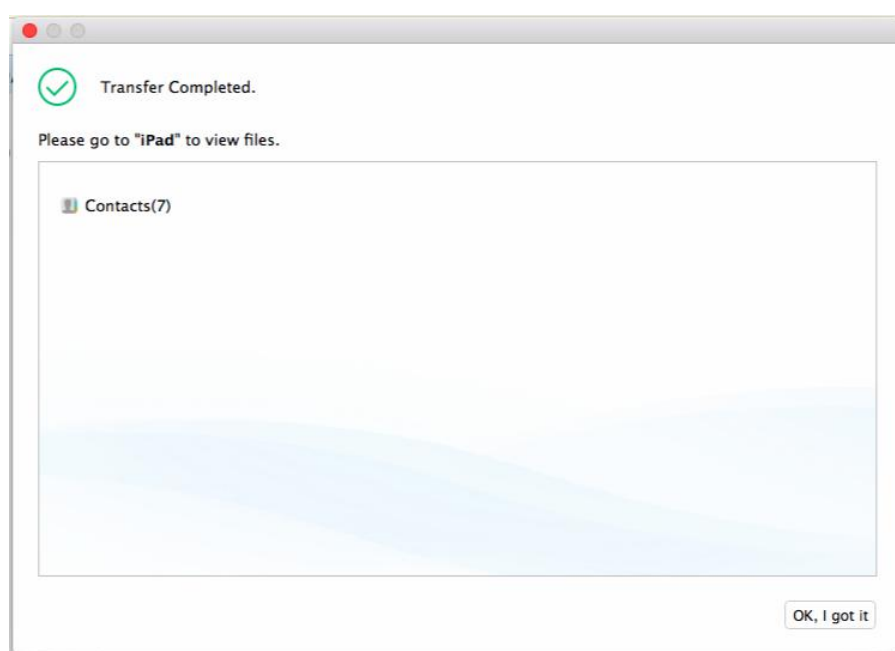 Transfer Completed.
Please go to "iPad" to view files.
Contacts(7)
OK, I got it